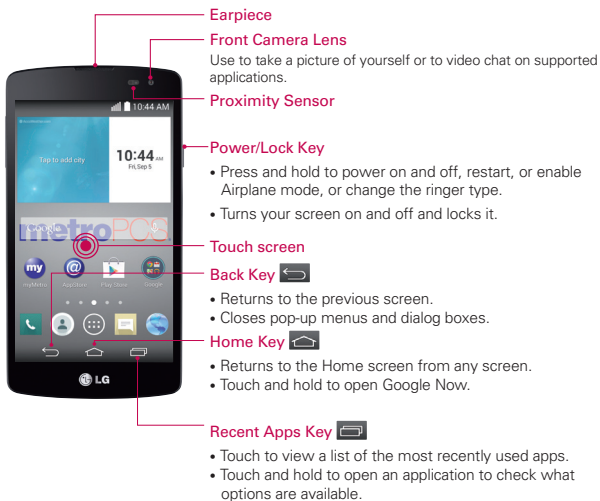 Earpiece
Front Camera Lens
Use to take a picture of yourself or to video chat on supported
applications.
Proximity Sensor
10:44 AM
Tap to add city
10:44 AM
Fri, Sep 5
Power/Lock Key
• Press and hold to power on and off, restart, or enable
Airplane mode, or change the ringer type.
• Turns your screen on and off and locks it.
Google
metroPCS
Touch screen
my
@
myMetro
AppStore
Play Store
Google
Back Key
• Returns to the previous screen.
• Closes pop-up menus and dialog boxes.
Home Key
• Returns to the Home screen from any screen.
• Touch and hold to open Google Now.
LG
Recent Apps Key
• Touch to view a list of the most recently used apps.
• Touch and hold to open an application to check what
options are available.